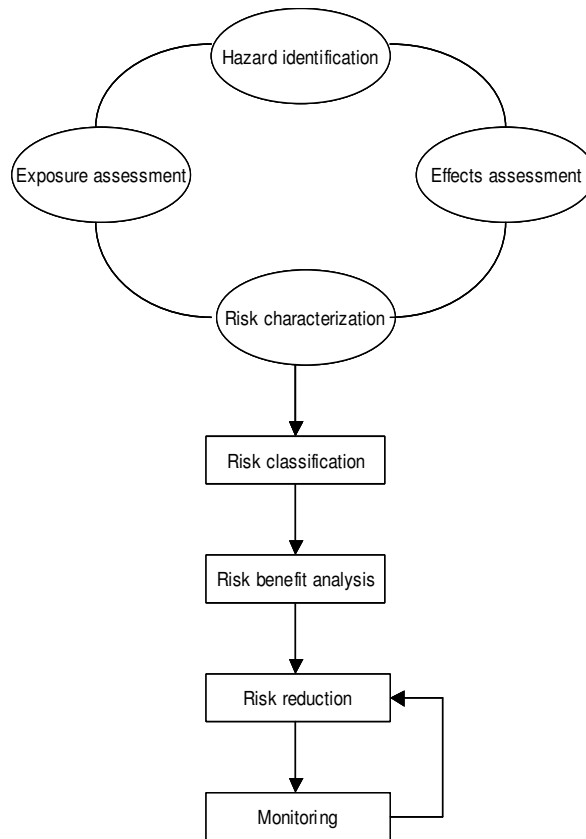 Hazard identification
Exposure assessment
Effects assessment
Risk characterization
Risk classification
Risk benefit analysis
Risk reduction
Monitoring